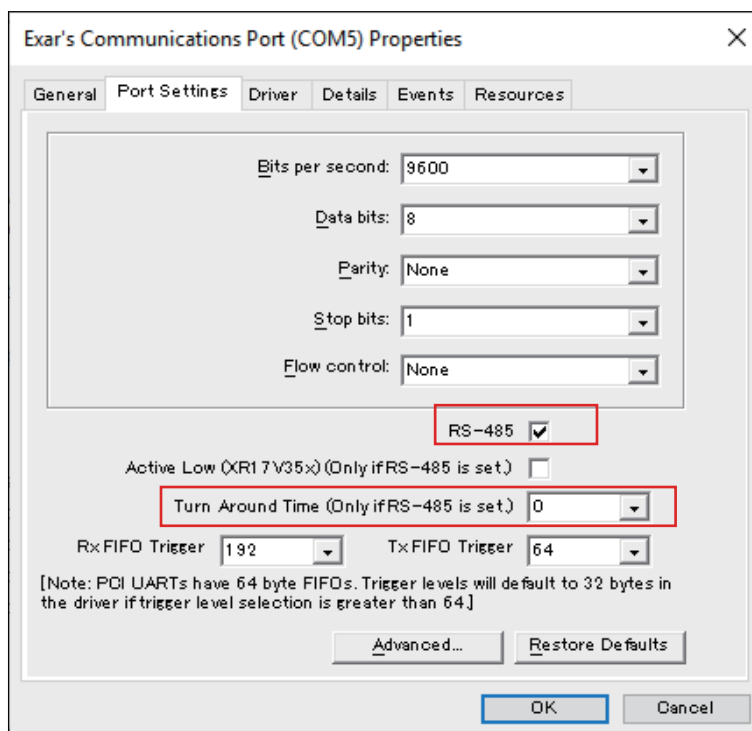 Exar's Communications Port (COM5) Properties
General Port Settings Driver Details Events Resources
Bits per second: 9600
Data bits: 8
Parity: None
Stop bits: 1
Flow control: None
RS-485
Active Low (XR17V35x) (Only if RS-485 is set.)
Turn Around Time (Only if RS-485 is set.) 0
Rx FIFO Trigger 192 Tx FIFO Trigger 64
[Note: PCI UARTs have 64 byte FIFOs. Trigger levels will default to 32 bytes in
the driver if trigger level selection is greater than 64.]
Advanced... Restore Defaults
OK Cancel